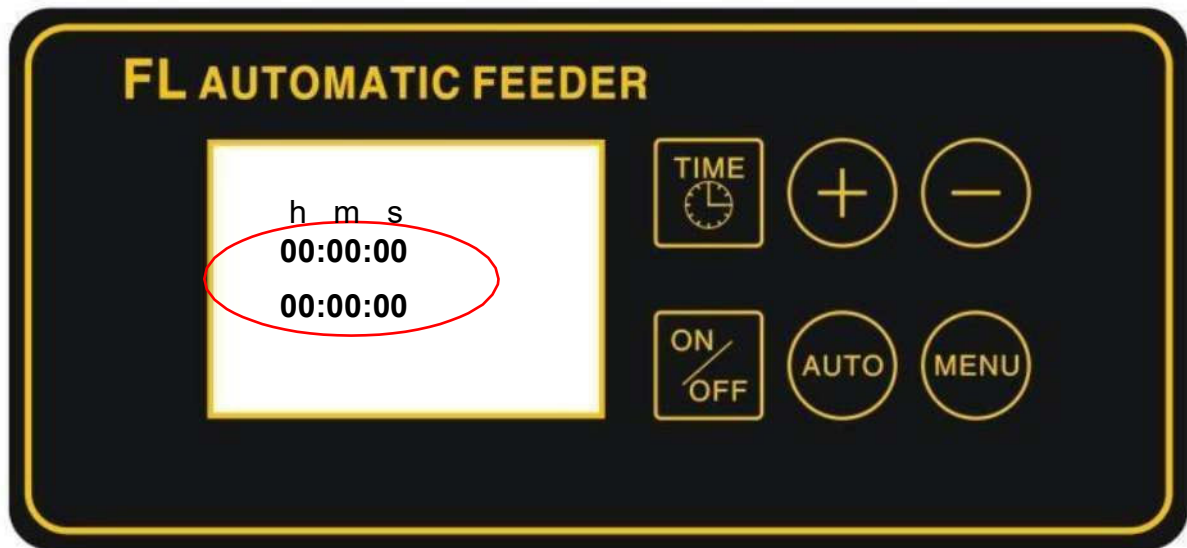 FL AUTOMATIC FEEDER
h m s
00:00:00
00:00:00
TIME
+ −
ON/OFF
AUTO
MENU